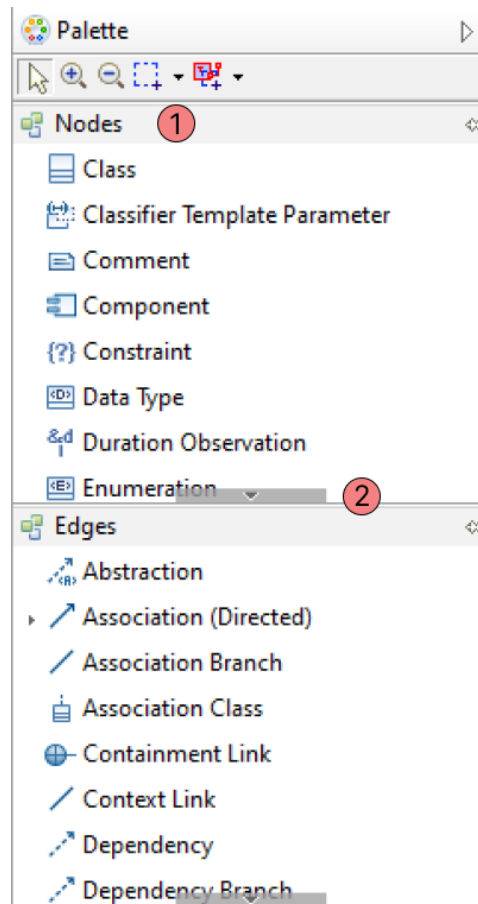 Palette
Nodes 1
Class
Classifier Template Parameter
Comment
Component
{?} Constraint
<D> Data Type
&d Duration Observation
<E> Enumeration
2
Edges
<A> Abstraction
Association (Directed)
Association Branch
Association Class
Containment Link
Context Link
Dependency
Dependency Branch